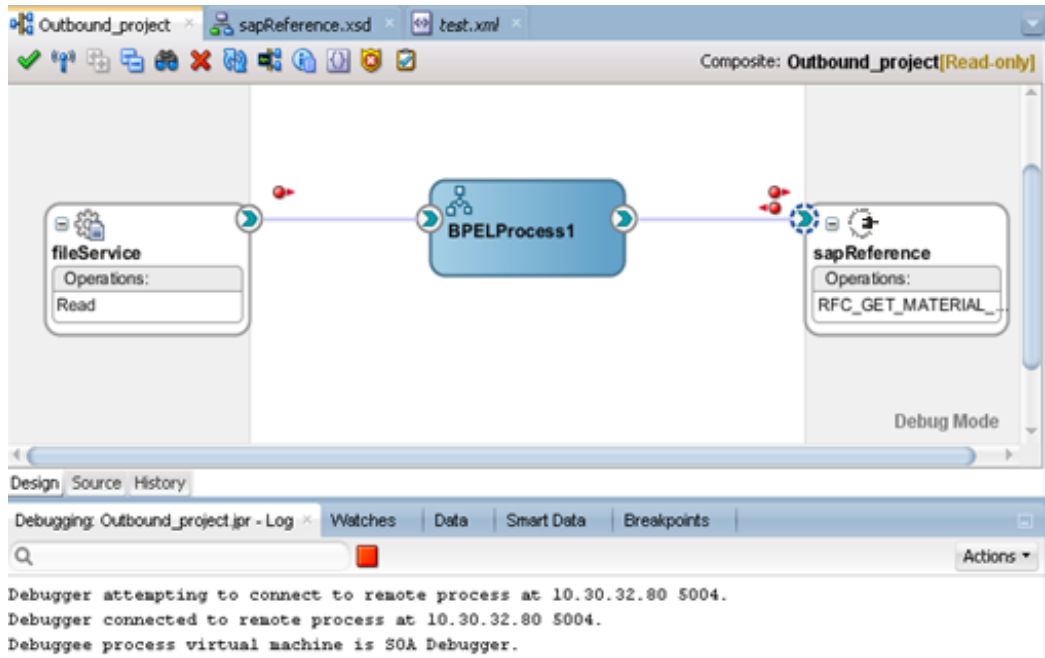 Outbound_project sapReference.xsd test.xml
Composite: Outbound_project[Read-only]
fileService
Operations:
Read
BPELProcess1
sapReference
Operations:
RFC_GET_MATERIAL_...
Debug Mode
Design Source History
Debugging: Outbound_project.jpr - Log Watches Data Smart Data Breakpoints
Actions
Debugger attempting to connect to remote process at 10.30.32.80 5004.
Debugger connected to remote process at 10.30.32.80 5004.
Debuggee process virtual machine is SOA Debugger.